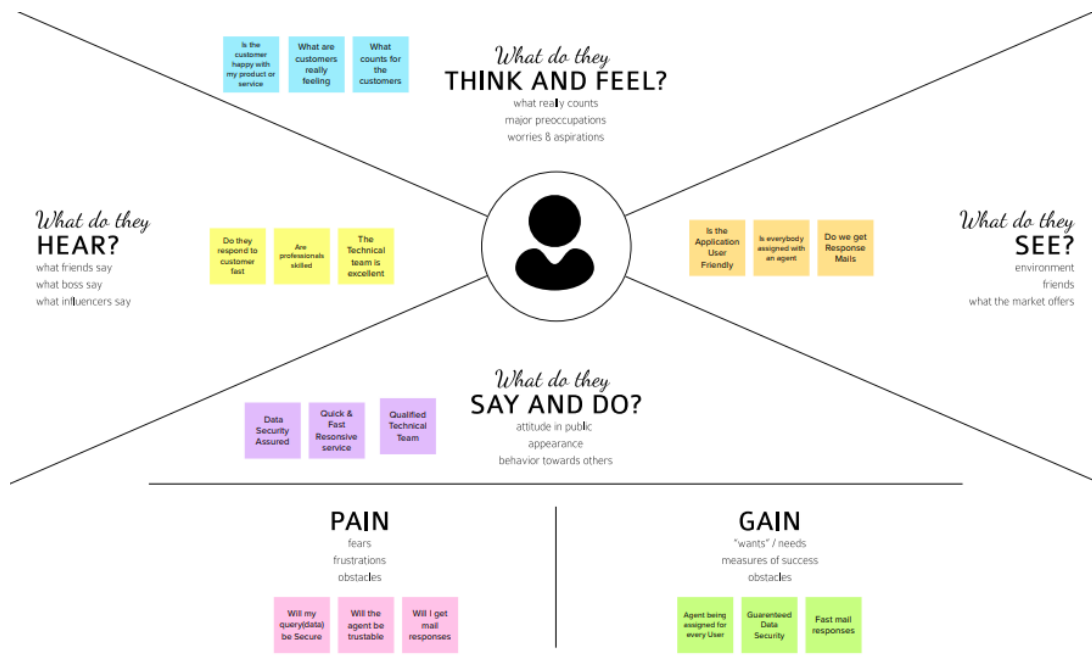 Is the
customer
happy with
my product or
service
What are
customers
really
feeling
What
counts for
the
customers
What do they
THINK AND FEEL?
what really counts
major preoccupations
worries & aspirations
What do they
HEAR?
what friends say
what boss say
what influencers say
Do they
respond to
customer
fast
Are
professionals
skilled
The
Technical
team is
excellent
Is the
Application
User
Friendly
Is everybody
assigned with
an agent
Do we get
Response
Mails
What do they
SEE?
environment
friends
what the market offers
What do they
SAY AND DO?
attitude in public
appearance
behavior towards others
Data
Security
Assured
Quick &
Fast
Resonsive
service
Qualified
Technical
Team
PAIN
fears
frustrations
obstacles
Will my
query(data)
be Secure
Will the
agent be
trustable
Will I get
mail
responses
GAIN
"wants" / needs
measures of success
obstacles
Agent being
assigned for
every User
Guarenteed
Data
Security
Fast mail
responses